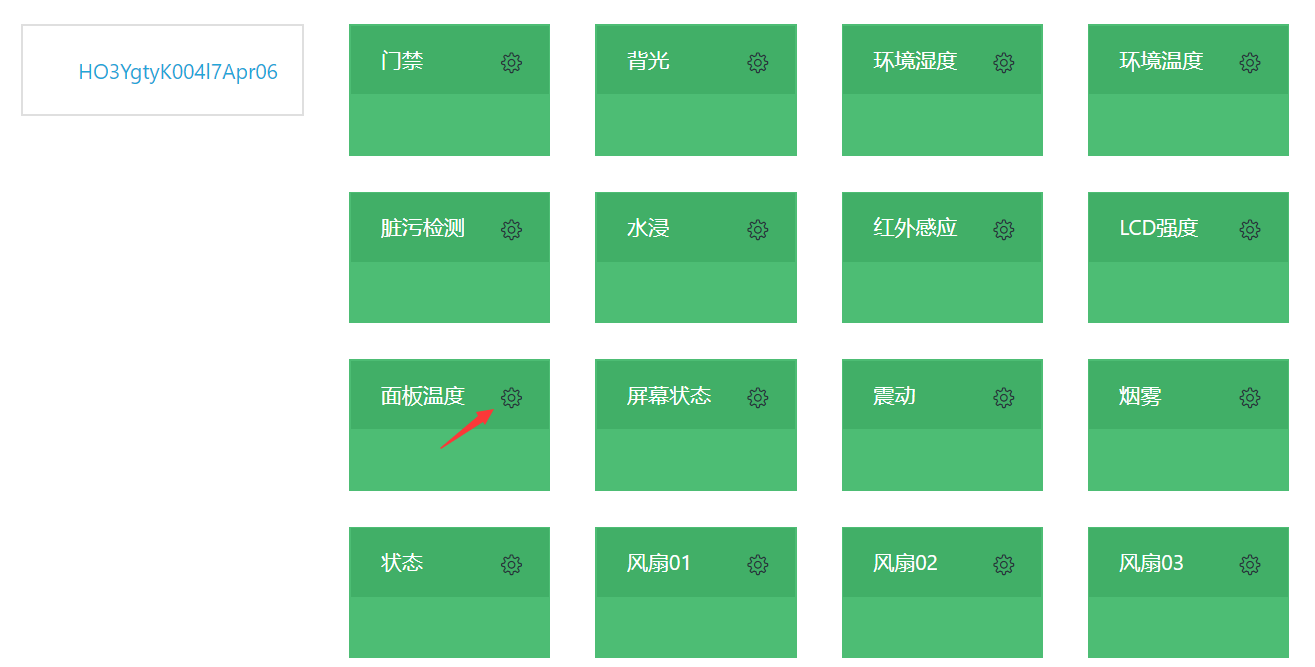 HO3YgtyK004l7Apr06
门禁
背光
环境湿度
环境温度
脏污检测
水浸
红外感应
LCD强度
面板温度
屏幕状态
震动
烟雾
状态
风扇01
风扇02
风扇03